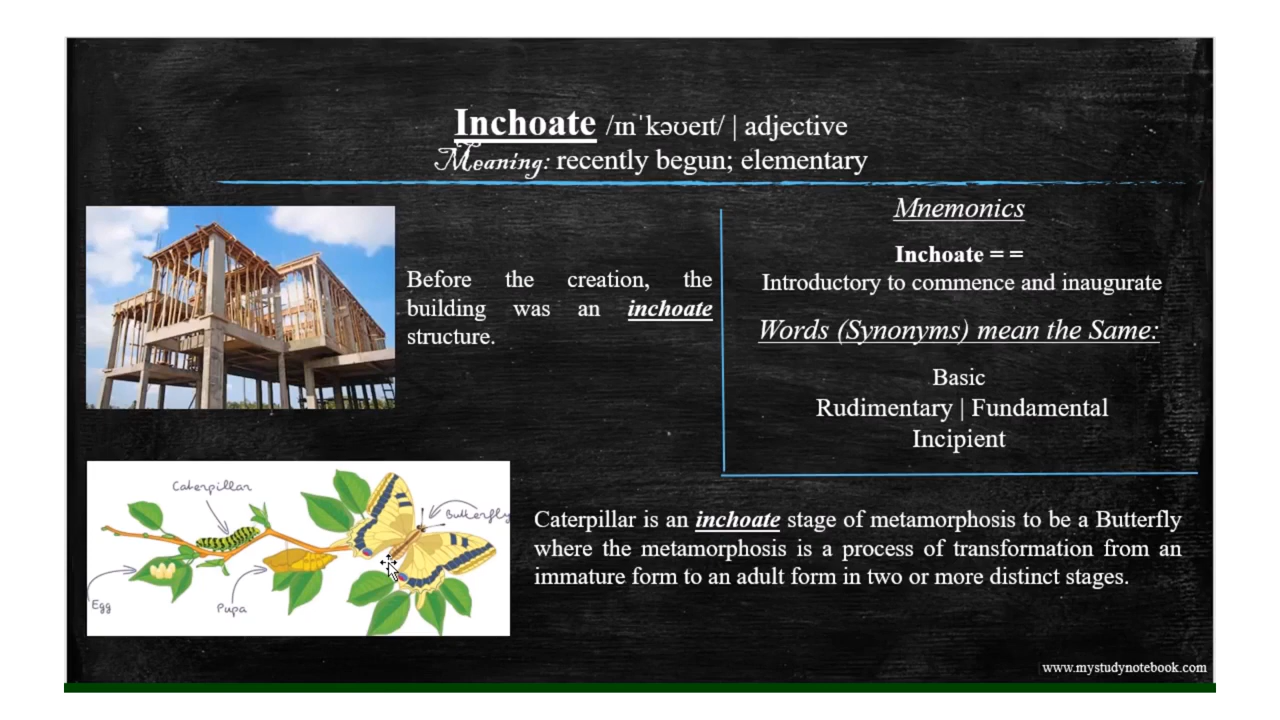 Inchoate /ɪnˈkəʊeɪt/ | adjective
Meaning: recently begun; elementary
Before the creation, the
building was an inchoate
structure.
Mnemonics
Inchoate = =
Introductory to commence and inaugurate
Words (Synonyms) mean the Same:
Basic
Rudimentary | Fundamental
Incipient
Caterpillar
Butterfly
Egg
Pupa
Caterpillar is an inchoate stage of metamorphosis to be a Butterfly
where the metamorphosis is a process of transformation from an
immature form to an adult form in two or more distinct stages.
www.mystudynotebook.com